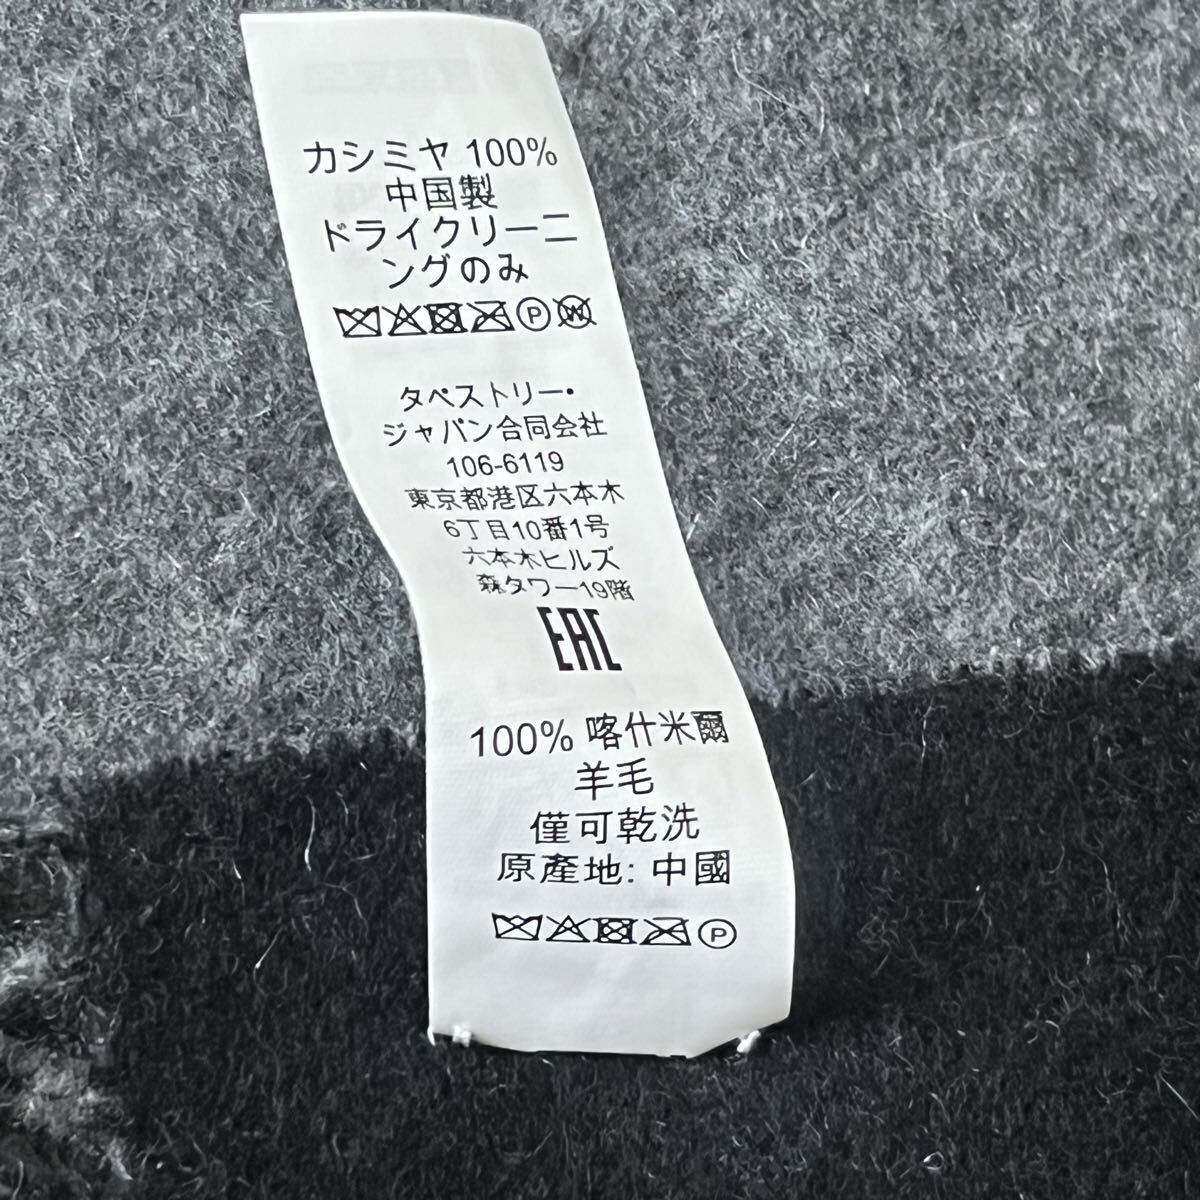 カシミヤ 100%
中国製
ドライクリーニ
ングのみ
P W
タペストリー・
ジャパン合同会社
106-6119
東京都港区六本木
6丁目10番1号
六本木ヒルズ
森タワー19階
EAC
100% 喀什米爾
羊毛
僅可乾洗
原產地: 中國
P